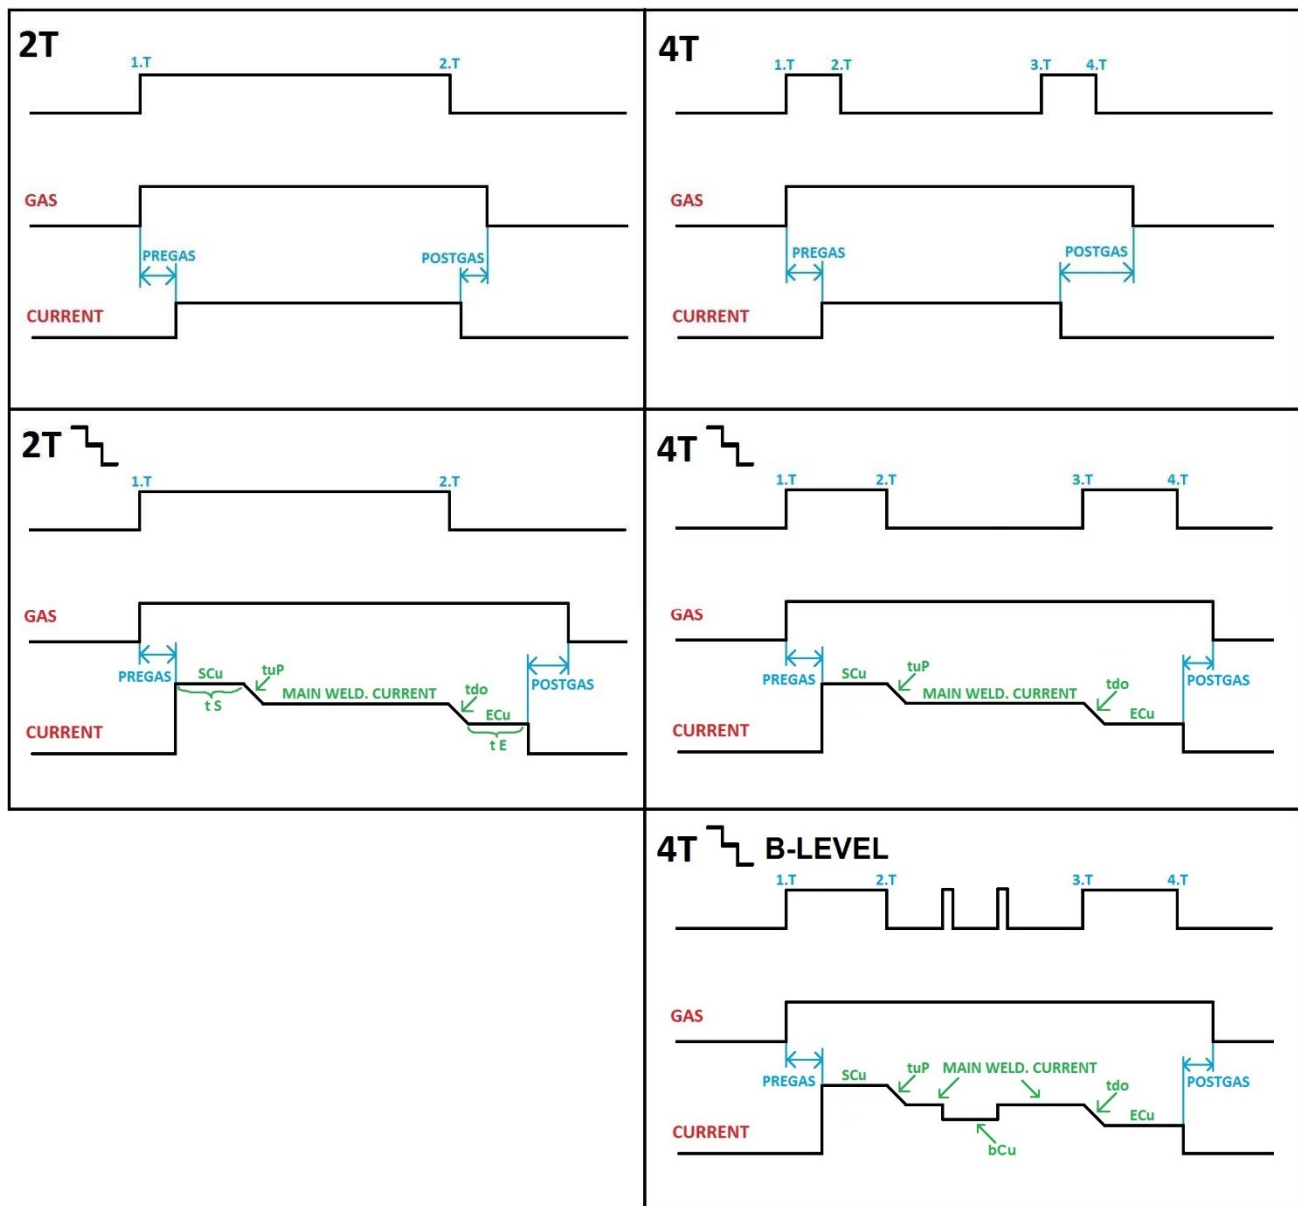 2T
1.T 2.T
GAS
PREGAS POSTGAS
CURRENT
4T
1.T 2.T 3.T 4.T
GAS
PREGAS POSTGAS
CURRENT
2T
1.T 2.T
GAS
PREGAS SCu tuP MAIN WELD. CURRENT tdo POSTGAS
t S ECu
CURRENT t E
4T
1.T 2.T 3.T 4.T
GAS
PREGAS SCu tuP MAIN WELD. CURRENT tdo POSTGAS
ECu
CURRENT
4T B-LEVEL
1.T 2.T 3.T 4.T
GAS
PREGAS SCu tuP MAIN WELD. CURRENT tdo POSTGAS
ECu
CURRENT
bCu